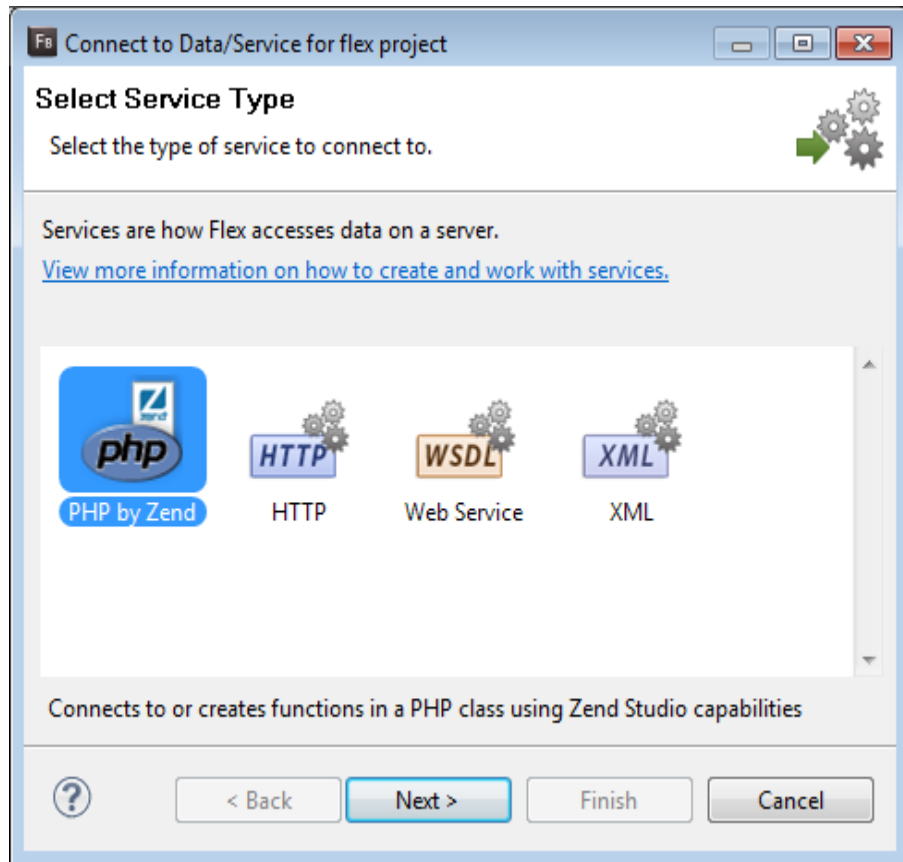 FB Connect to Data/Service for flex project
Select Service Type
Select the type of service to connect to.
Services are how Flex accesses data on a server.
View more information on how to create and work with services.
zend
php HTTP WSDL XML
PHP by Zend HTTP Web Service XML
Connects to or creates functions in a PHP class using Zend Studio capabilities
? < Back Next > Finish Cancel